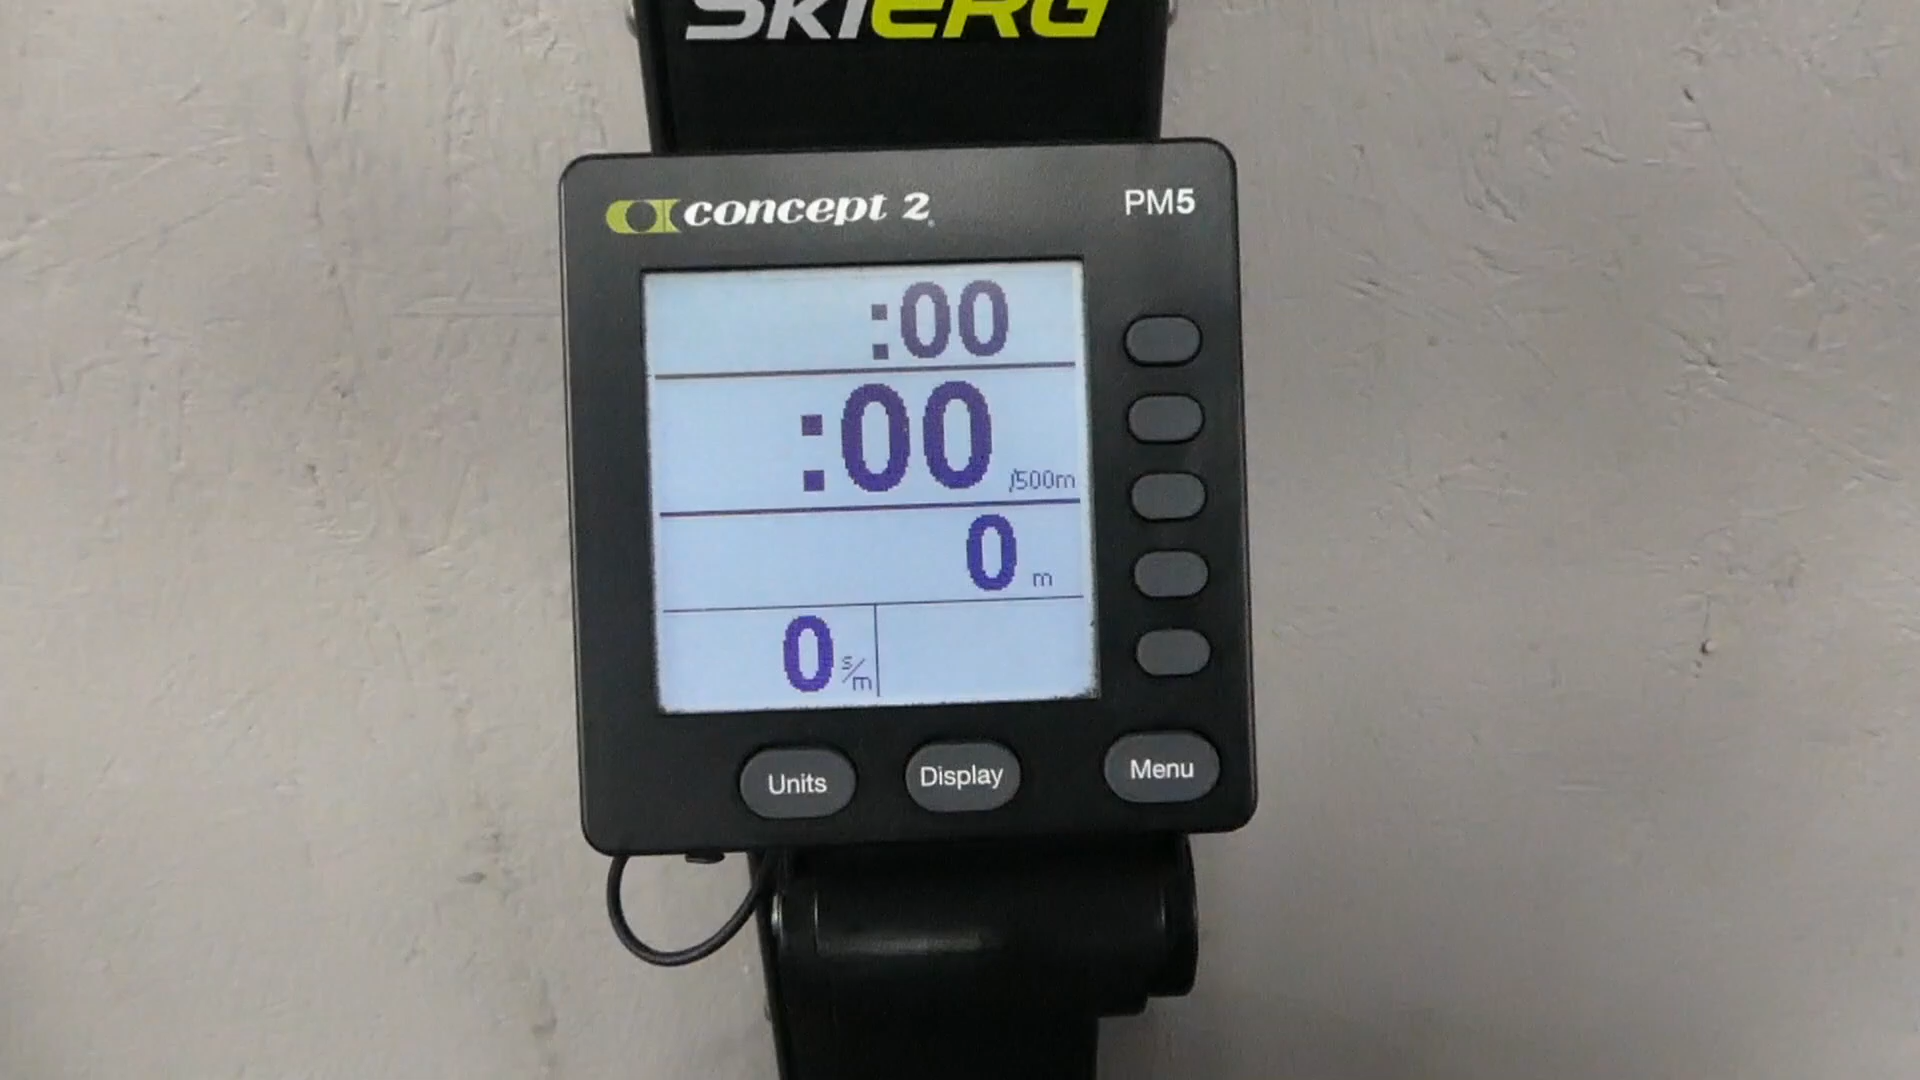 SKIERG
concept 2
PM5
:00
:00 /500m
0 m
0 s/m
Units Display Menu